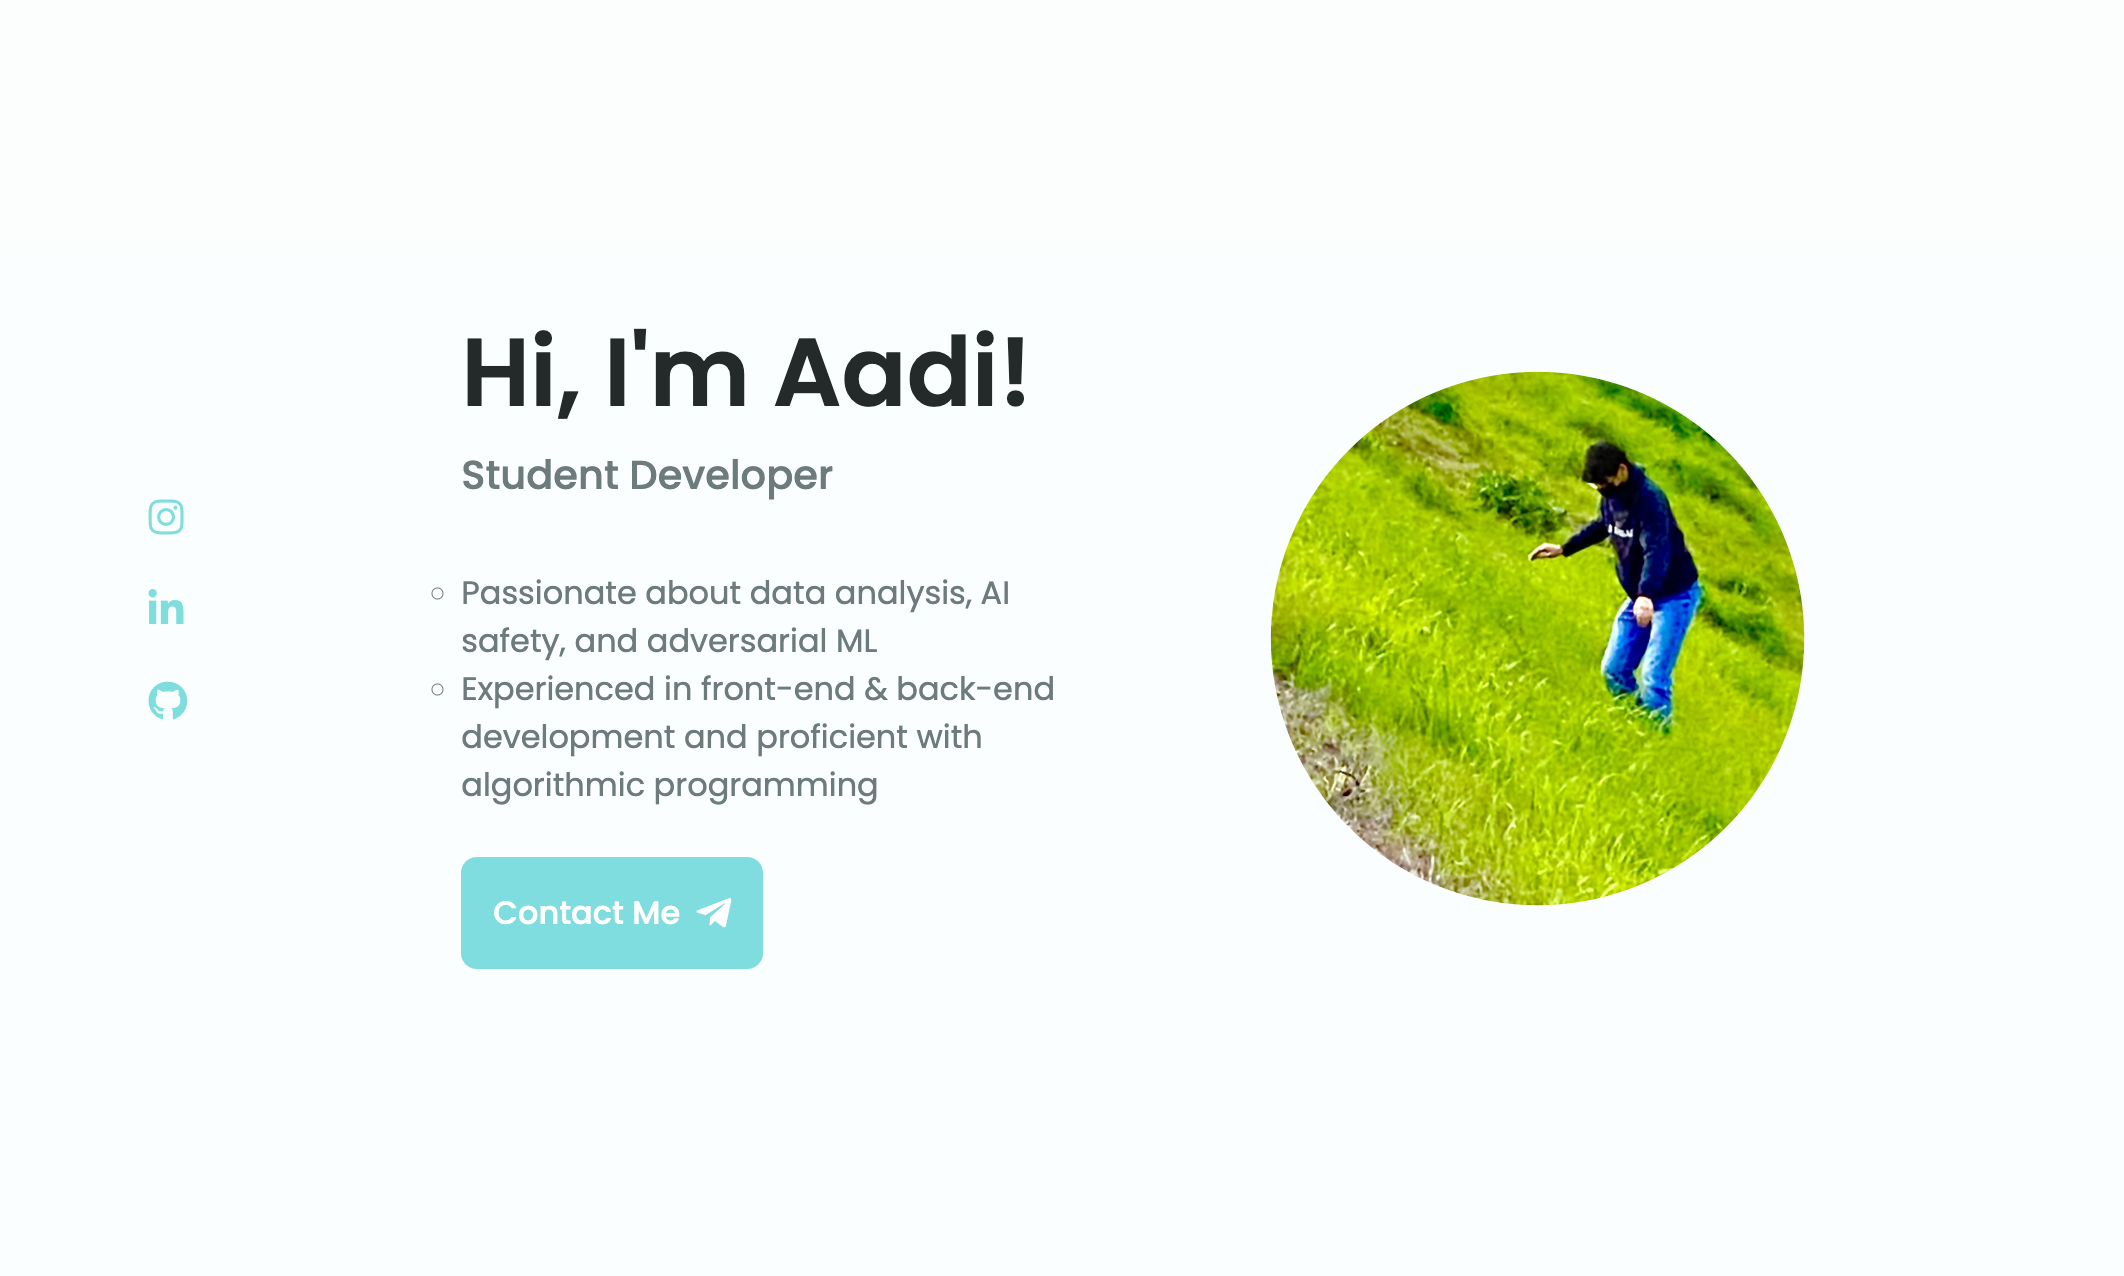 Hi, I'm Aadi!
Student Developer
Passionate about data analysis, AI
safety, and adversarial ML
Experienced in front-end & back-end
development and proficient with
algorithmic programming
Contact Me